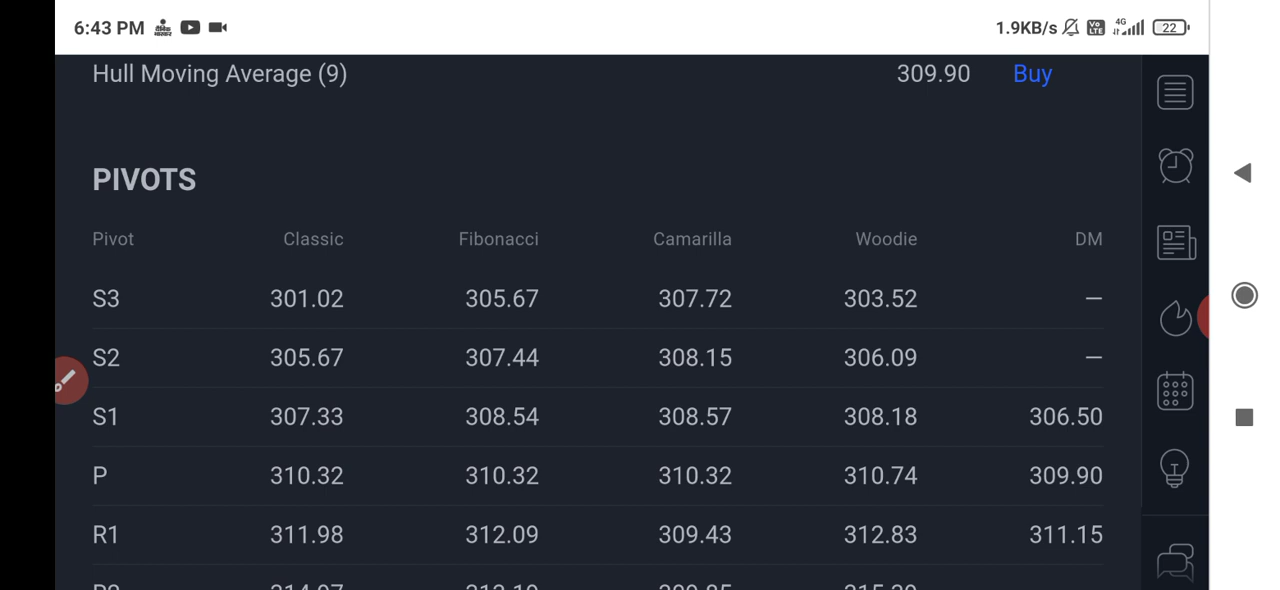 6:43 PM 1.9KB/s Vo LTE 4G 22
Hull Moving Average (9) 309.90 Buy
PIVOTS
Pivot Classic Fibonacci Camarilla Woodie DM
S3 301.02 305.67 307.72 303.52 —
S2 305.67 307.44 308.15 306.09 —
S1 307.33 308.54 308.57 308.18 306.50
P 310.32 310.32 310.32 310.74 309.90
R1 311.98 312.09 309.43 312.83 311.15